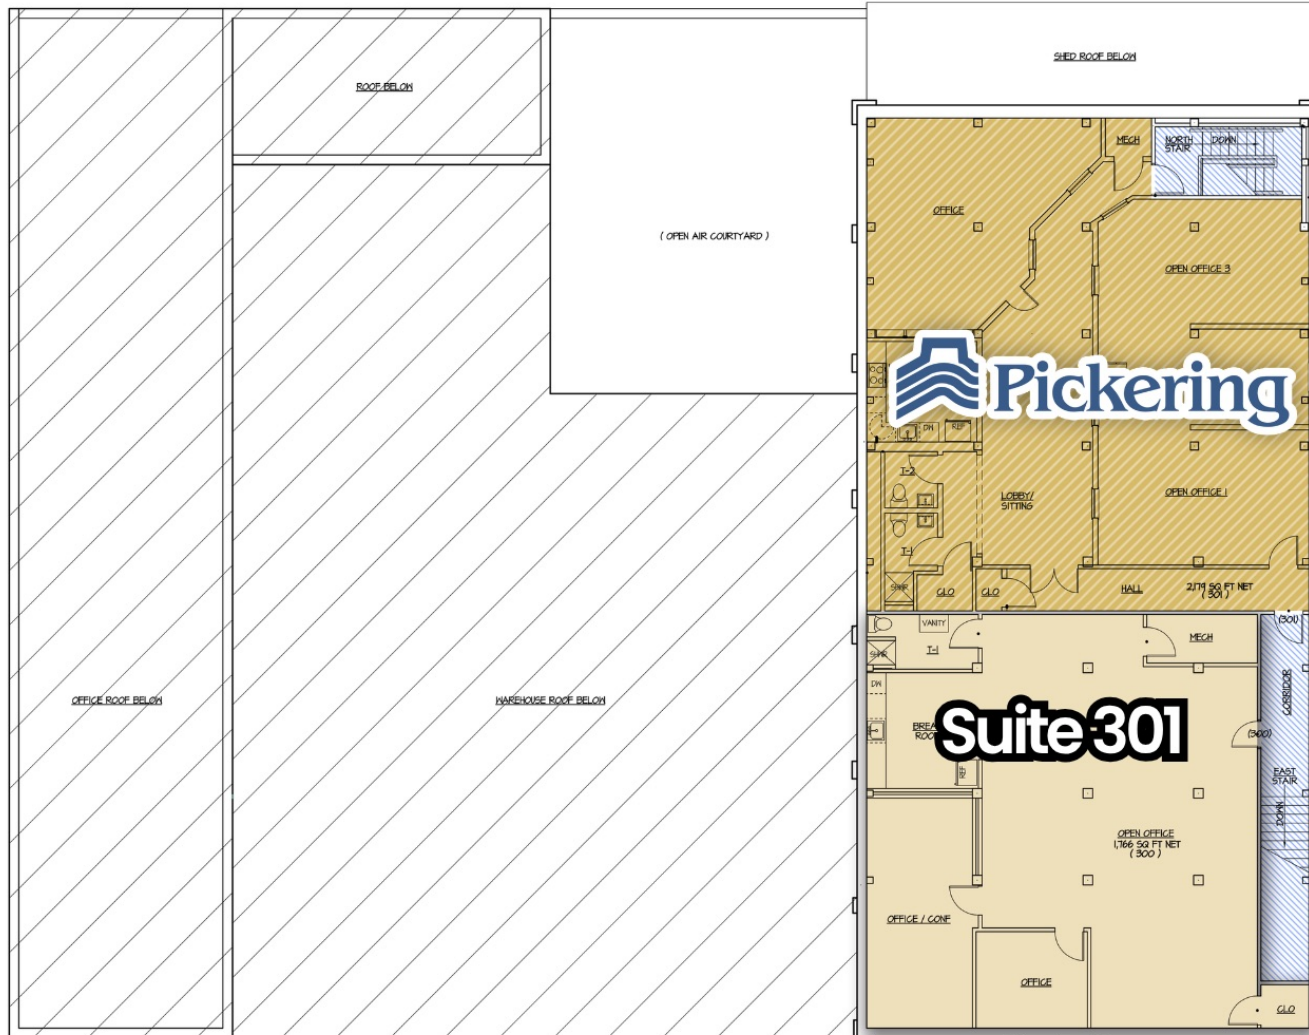 SHED ROOF BELOW
ROOF BELOW
MECH
NORTH
STAIR
DOWN
OFFICE
( OPEN AIR COURTYARD )
OPEN OFFICE 3
Pickering
DW
REF
T-2
LOBBY/
SITTING
OPEN OFFICE 1
T-1
SHWR
CLO
CLO
HALL
2,179 SQ FT NET
( 301 )
(301)
VANITY
T-1
SHWR
MECH
DW
OFFICE ROOF BELOW
WAREHOUSE ROOF BELOW
CORRIDOR
Suite 301
(300)
REF
EAST
STAIR
DOWN
OPEN OFFICE
1,766 SQ FT NET
( 300 )
OFFICE / CONF
OFFICE
CLO